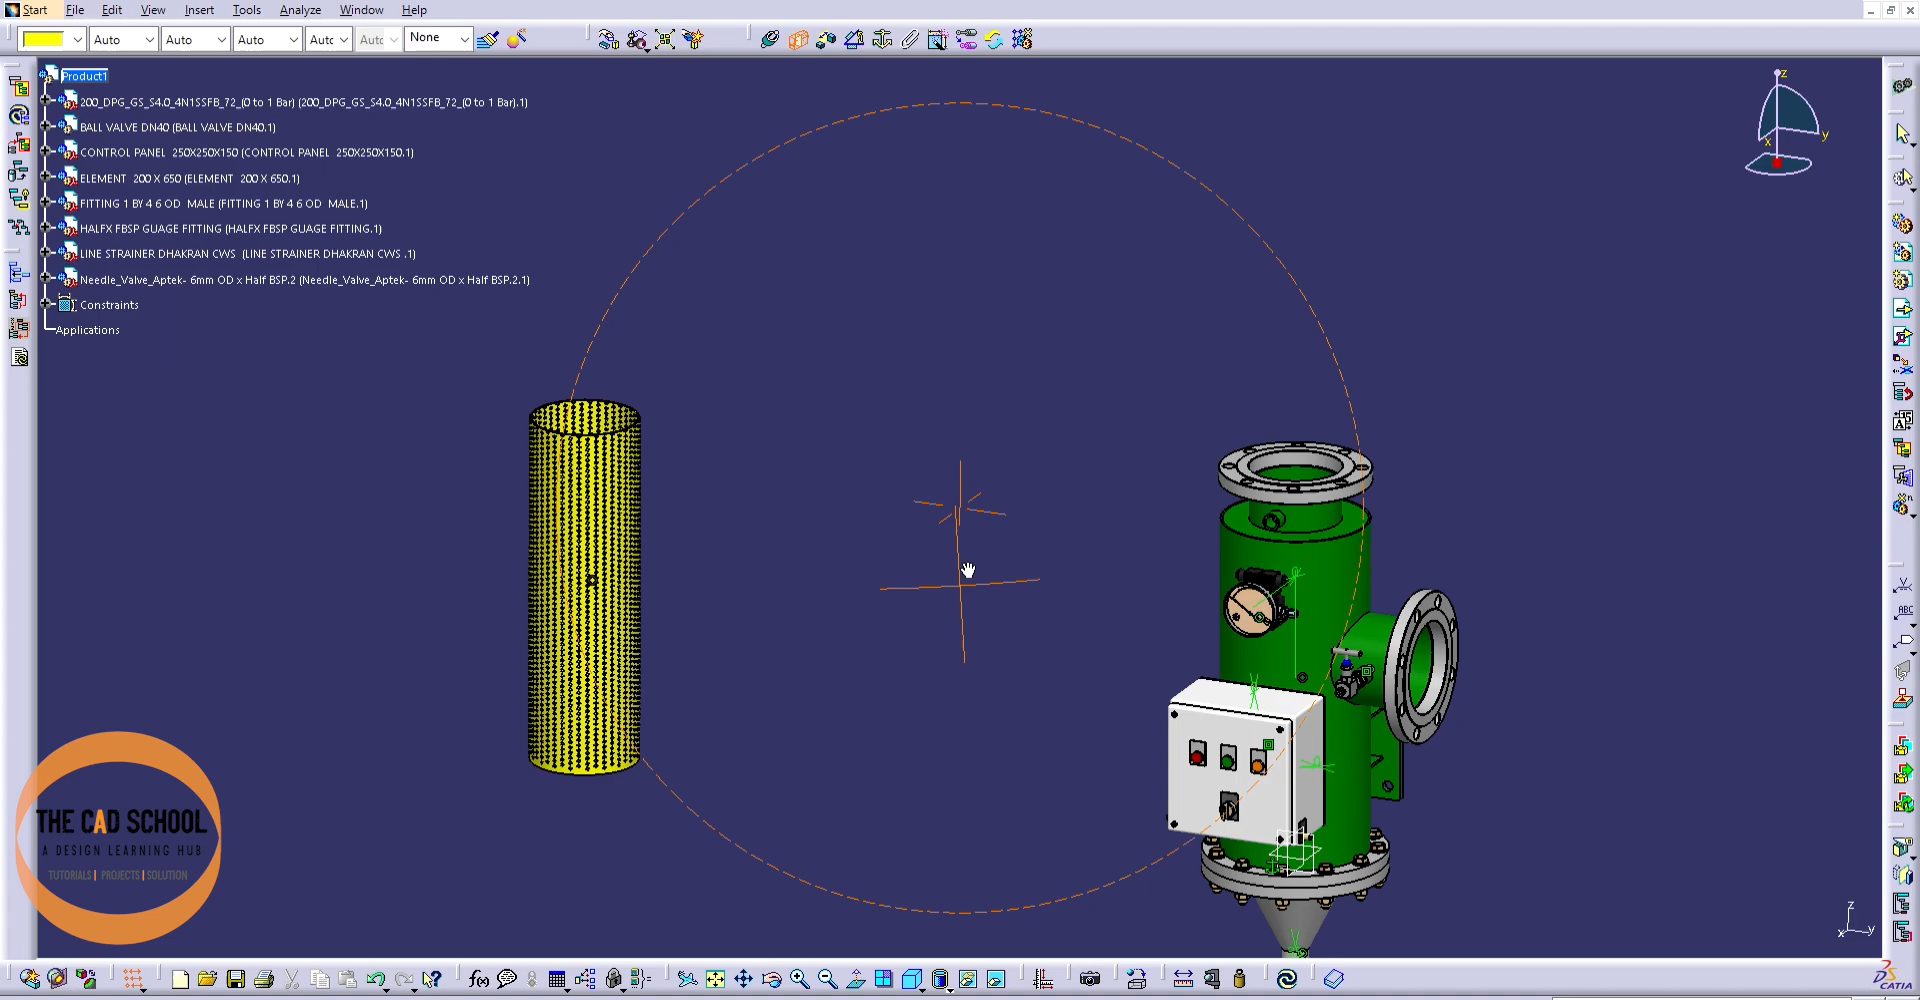 Start File Edit View Insert Tools Analyze Window Help
Auto Auto Auto Auto Auto None
Product1
200_DPG_GS_S4.0_4N1SSFB_72_(0 to 1 Bar) (200_DPG_GS_S4.0_4N1SSFB_72_(0 to 1 Bar).1)
BALL VALVE DN40 (BALL VALVE DN40.1)
CONTROL PANEL  250X250X150 (CONTROL PANEL  250X250X150.1)
ELEMENT  200 X 650 (ELEMENT  200 X 650.1)
FITTING 1 BY 4 6 OD  MALE (FITTING 1 BY 4 6 OD  MALE.1)
HALFX FBSP GUAGE FITTING (HALFX FBSP GUAGE FITTING.1)
LINE STRAINER DHAKRAN CWS  (LINE STRAINER DHAKRAN CWS .1)
Needle_Valve_Aptek- 6mm OD x Half BSP.2 (Needle_Valve_Aptek- 6mm OD x Half BSP.2.1)
Constraints
Applications
z
y
x
ABC
THE CAD SCHOOL
A DESIGN LEARNING HUB
TUTORIALS | PROJECTS | SOLUTION
z
x y
f(x)
CATIA